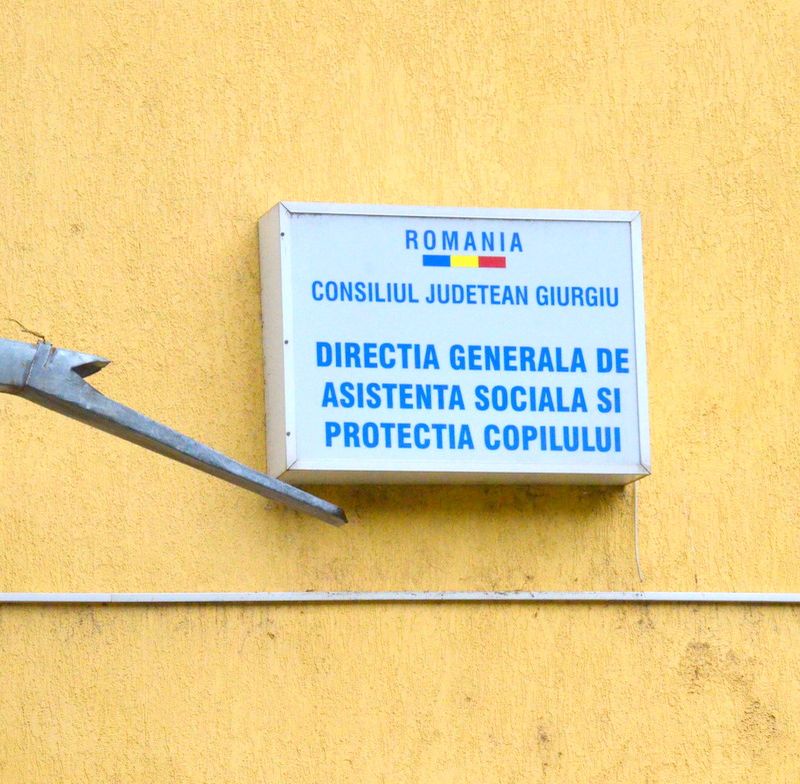 ROMANIA
CONSILIUL JUDETEAN GIURGIU
DIRECTIA GENERALA DE
ASISTENTA SOCIALA SI
PROTECTIA COPILULUI